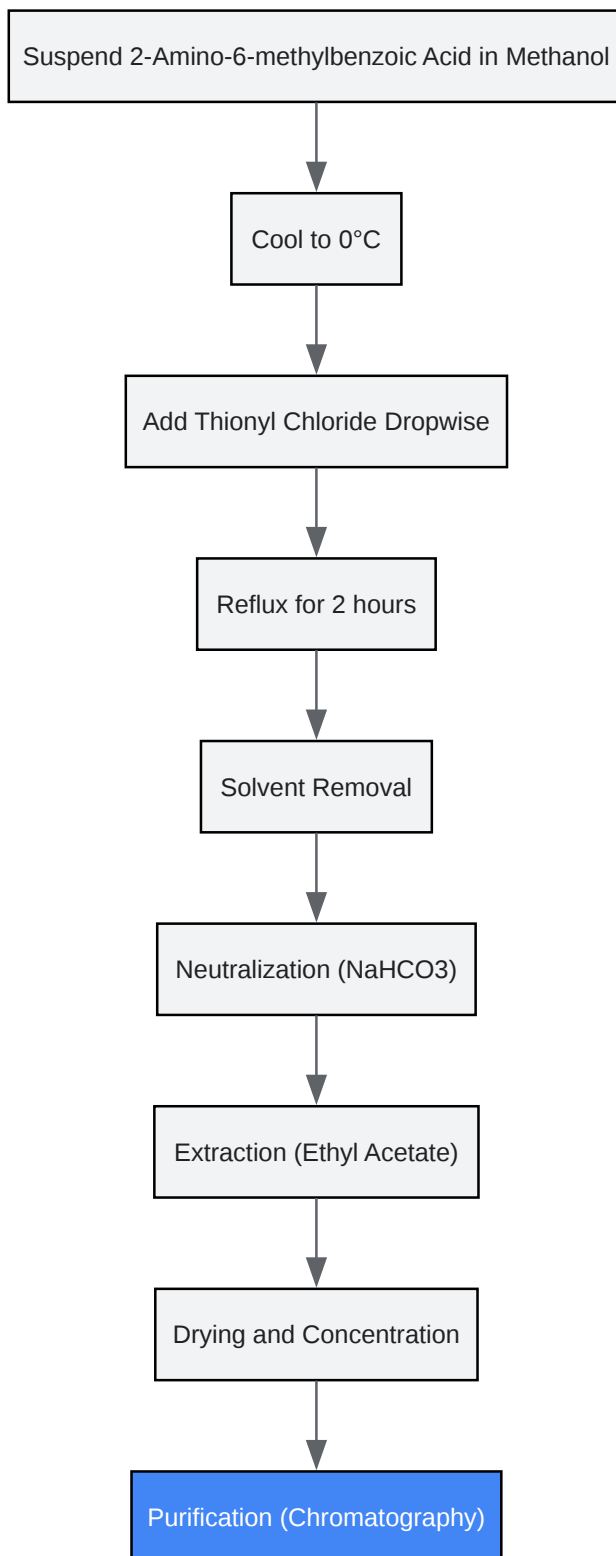 Suspend 2-Amino-6-methylbenzoic Acid in Methanol
Cool to 0°C
Add Thionyl Chloride Dropwise
Reflux for 2 hours
Solvent Removal
Neutralization (NaHCO3)
Extraction (Ethyl Acetate)
Drying and Concentration
Purification (Chromatography)